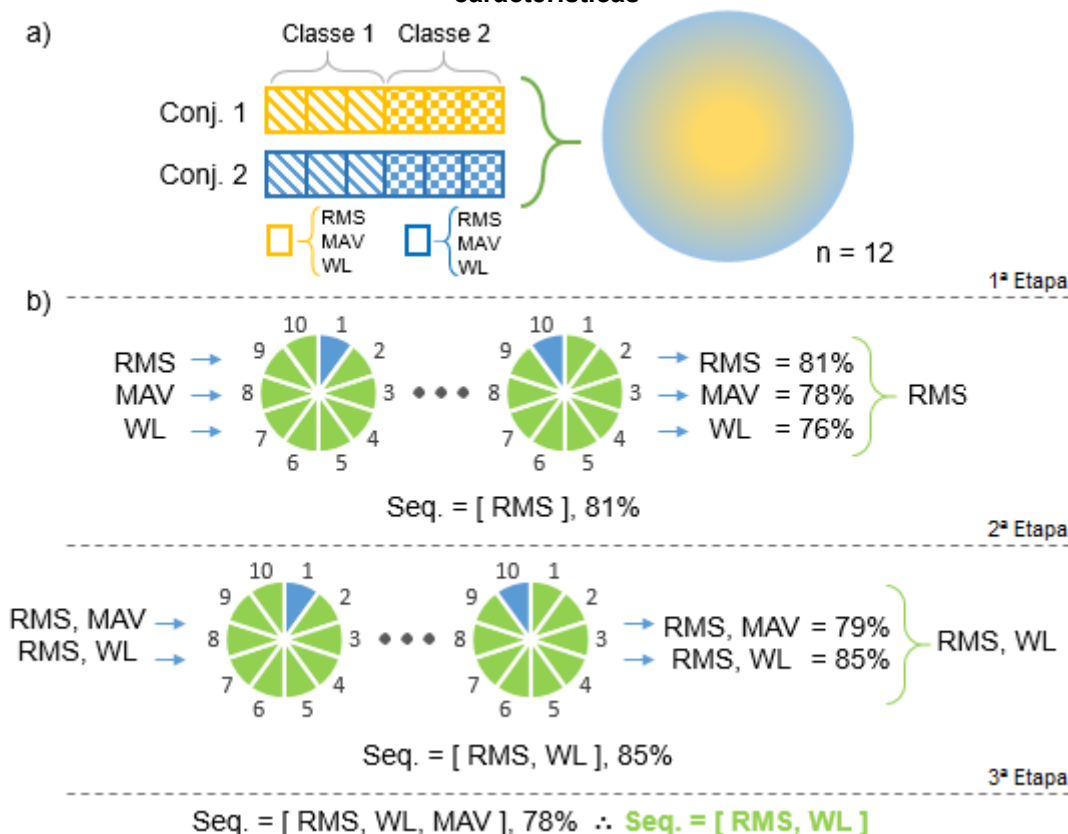 características
a)
Classe 1 Classe 2
Conj. 1
Conj. 2
RMS
MAV
WL
RMS
MAV
WL
n = 12
1ª Etapa
b)
10 1 2 3 4 5 6 7 8 9
10 1 2 3 4 5 6 7 8 9
RMS
MAV
WL
RMS = 81%
MAV = 78%
WL = 76%
RMS
Seq. = [ RMS ], 81%
2ª Etapa
10 1 2 3 4 5 6 7 8 9
10 1 2 3 4 5 6 7 8 9
RMS, MAV
RMS, WL
RMS, MAV = 79%
RMS, WL = 85%
RMS, WL
Seq. = [ RMS, WL ], 85%
3ª Etapa
Seq. = [ RMS, WL, MAV ], 78% ∴ Seq. = [ RMS, WL ]